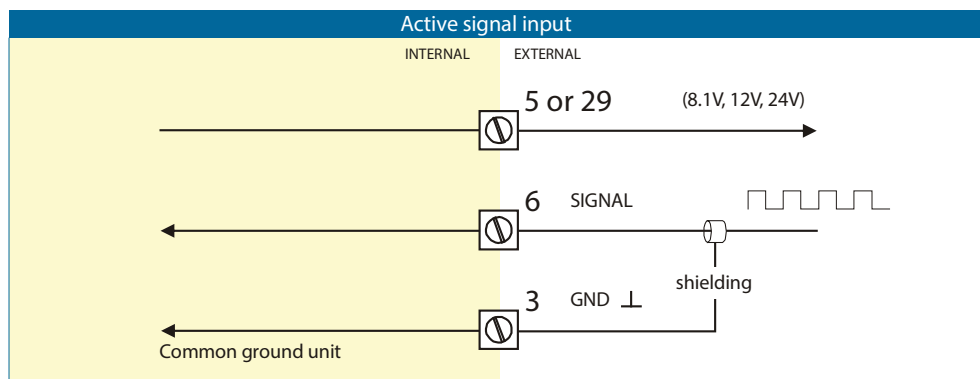 Active signal input
INTERNAL EXTERNAL
5 or 29 (8.1V, 12V, 24V)
6 SIGNAL
shielding
3 GND
Common ground unit